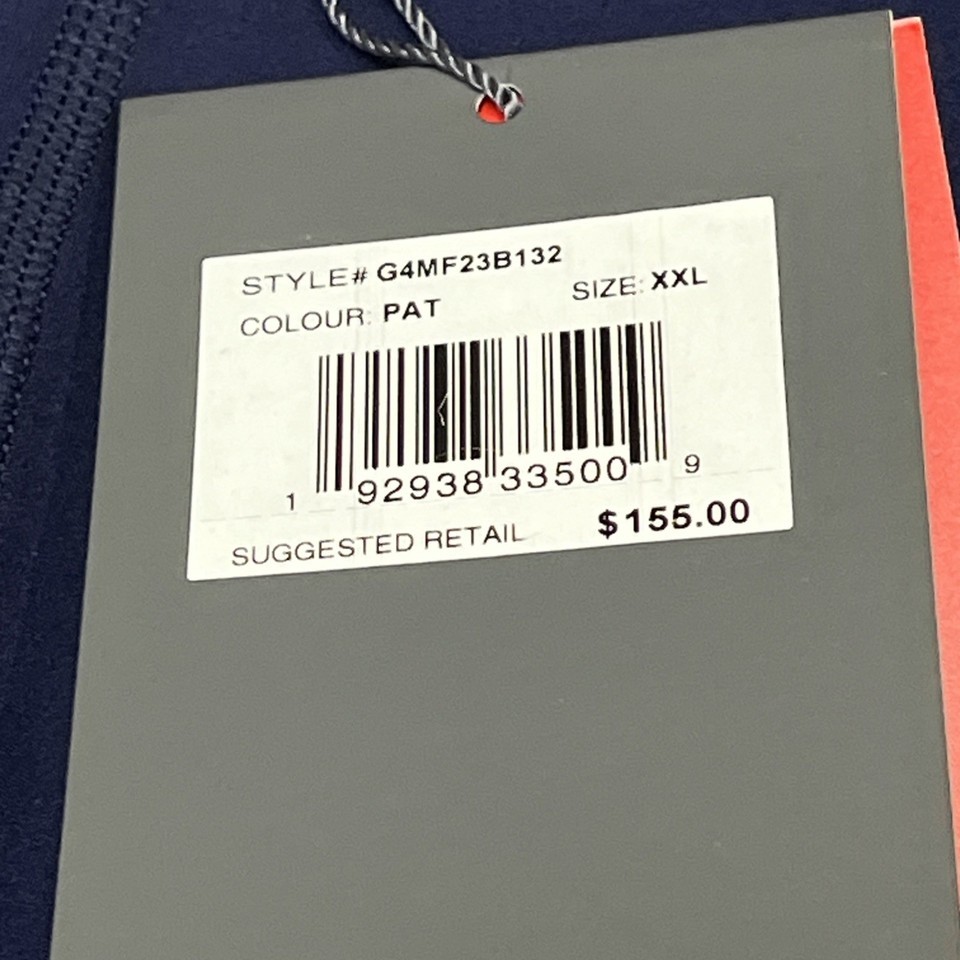 STYLE# G4MF23B132
COLOUR: PAT SIZE: XXL
1 92938 33500 9
SUGGESTED RETAIL $155.00